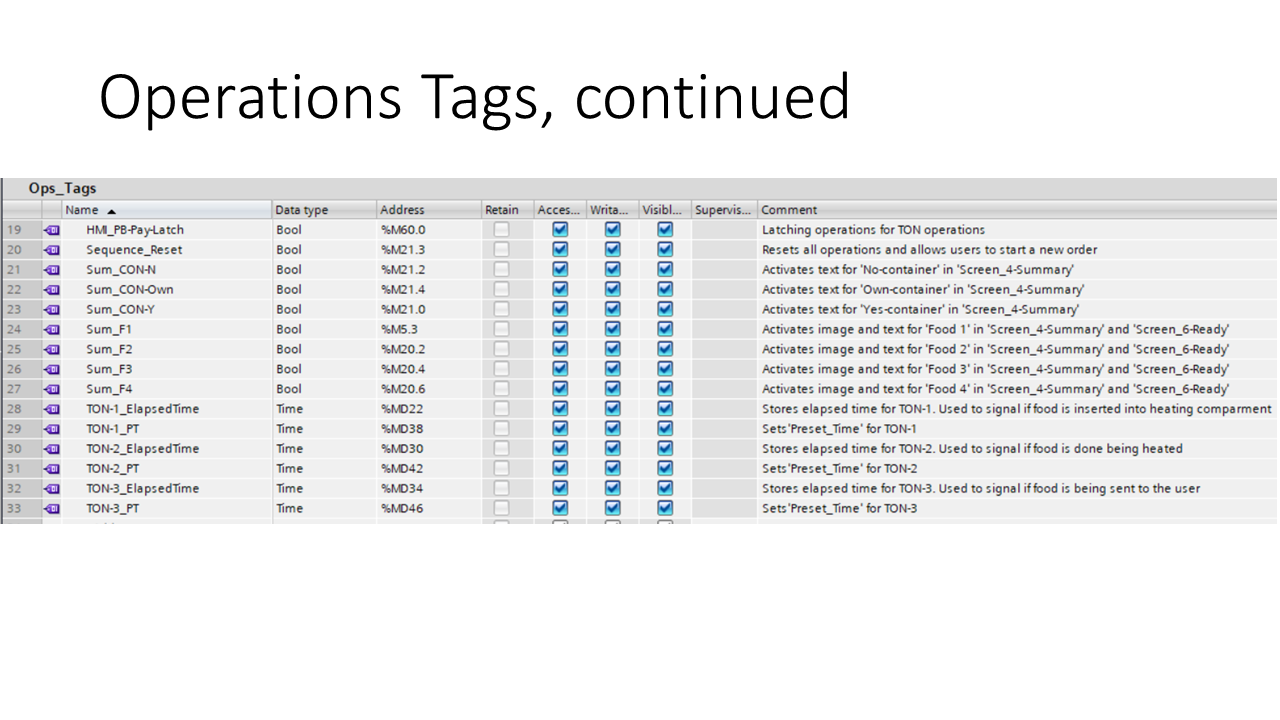 Operations Tags, continued
Ops_Tags
Name Data type Address Retain Acces... Writa... Visibl... Supervis... Comment
19 HMI_PB-Pay-Latch Bool %M60.0 Latching operations for TON operations
20 Sequence_Reset Bool %M21.3 Resets all operations and allows users to start a new order
21 Sum_CON-N Bool %M21.2 Activates text for 'No-container' in 'Screen_4-Summary'
22 Sum_CON-Own Bool %M21.4 Activates text for 'Own-container' in 'Screen_4-Summary'
23 Sum_CON-Y Bool %M21.0 Activates text for 'Yes-container' in 'Screen_4-Summary'
24 Sum_F1 Bool %M5.3 Activates image and text for 'Food 1' in 'Screen_4-Summary' and 'Screen_6-Ready'
25 Sum_F2 Bool %M20.2 Activates image and text for 'Food 2' in 'Screen_4-Summary' and 'Screen_6-Ready'
26 Sum_F3 Bool %M20.4 Activates image and text for 'Food 3' in 'Screen_4-Summary' and 'Screen_6-Ready'
27 Sum_F4 Bool %M20.6 Activates image and text for 'Food 4' in 'Screen_4-Summary' and 'Screen_6-Ready'
28 TON-1_ElapsedTime Time %MD22 Stores elapsed time for TON-1. Used to signal if food is inserted into heating comparment
29 TON-1_PT Time %MD38 Sets 'Preset_Time' for TON-1
30 TON-2_ElapsedTime Time %MD30 Stores elapsed time for TON-2. Used to signal if food is done being heated
31 TON-2_PT Time %MD42 Sets 'Preset_Time' for TON-2
32 TON-3_ElapsedTime Time %MD34 Stores elapsed time for TON-3. Used to signal if food is being sent to the user
33 TON-3_PT Time %MD46 Sets 'Preset_Time' for TON-3